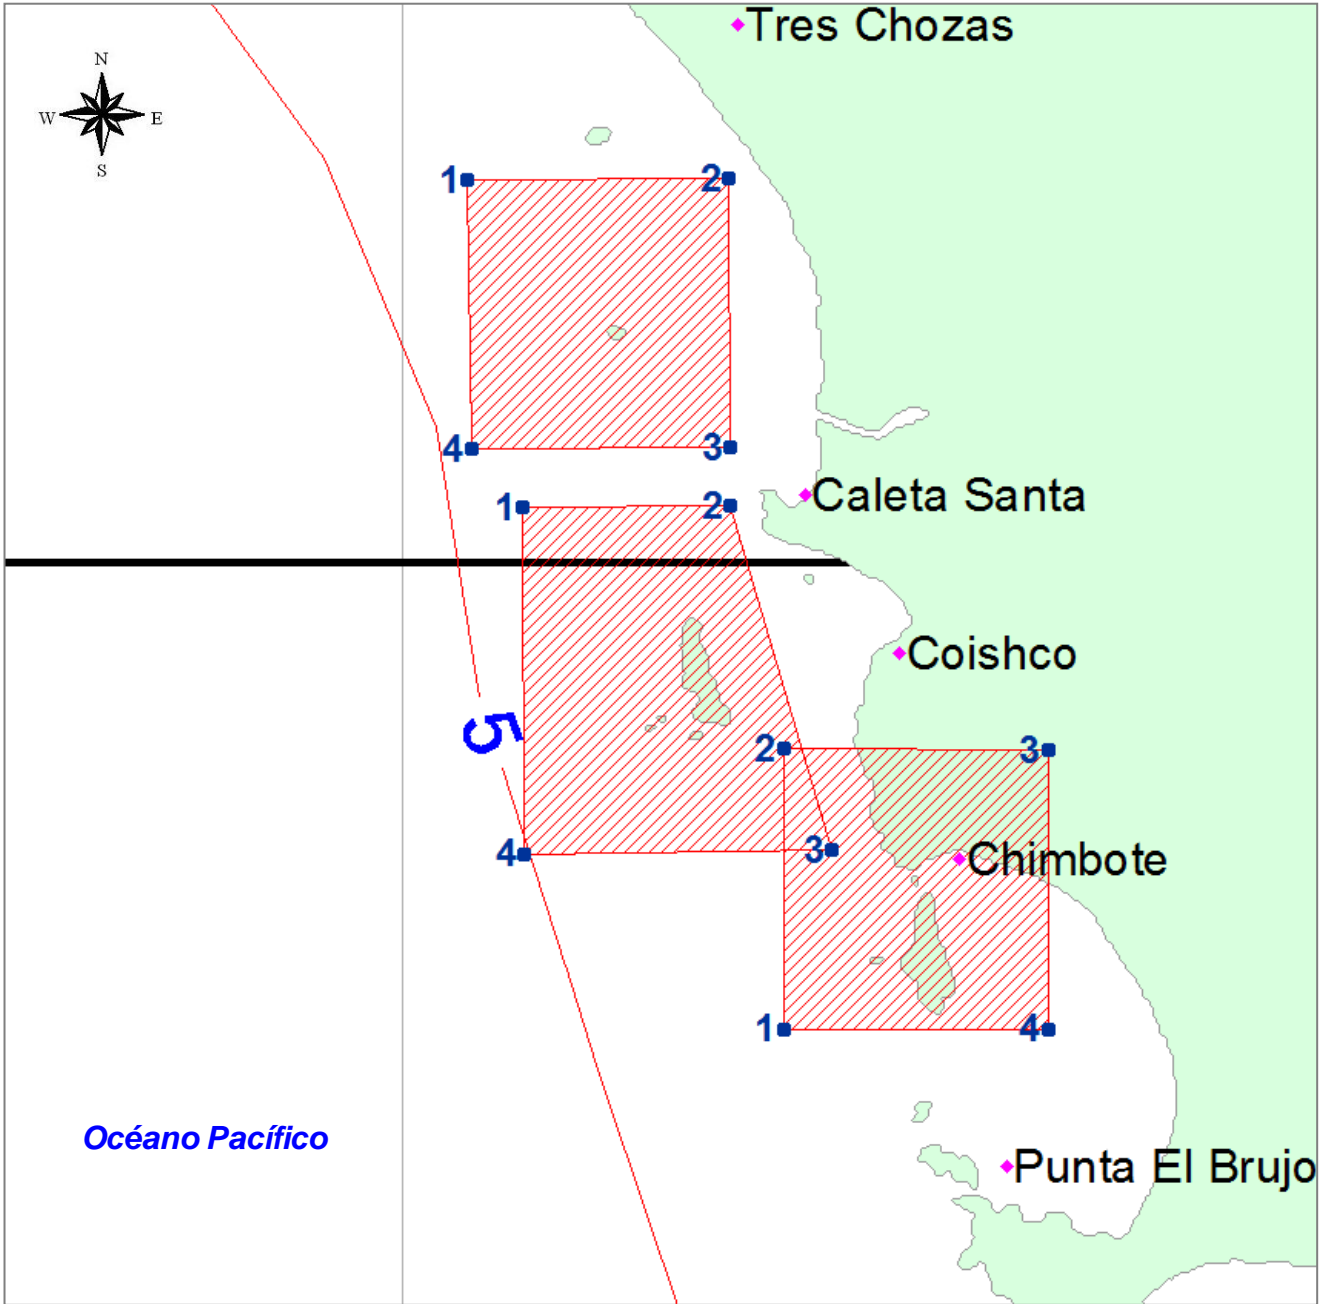 Tres Chozas
N
W E
S
1 2
4 3
Caleta Santa
1 2
Coishco
5
2 3
4 3
Chimbote
1 4
Océano Pacífico
Punta El Brujo